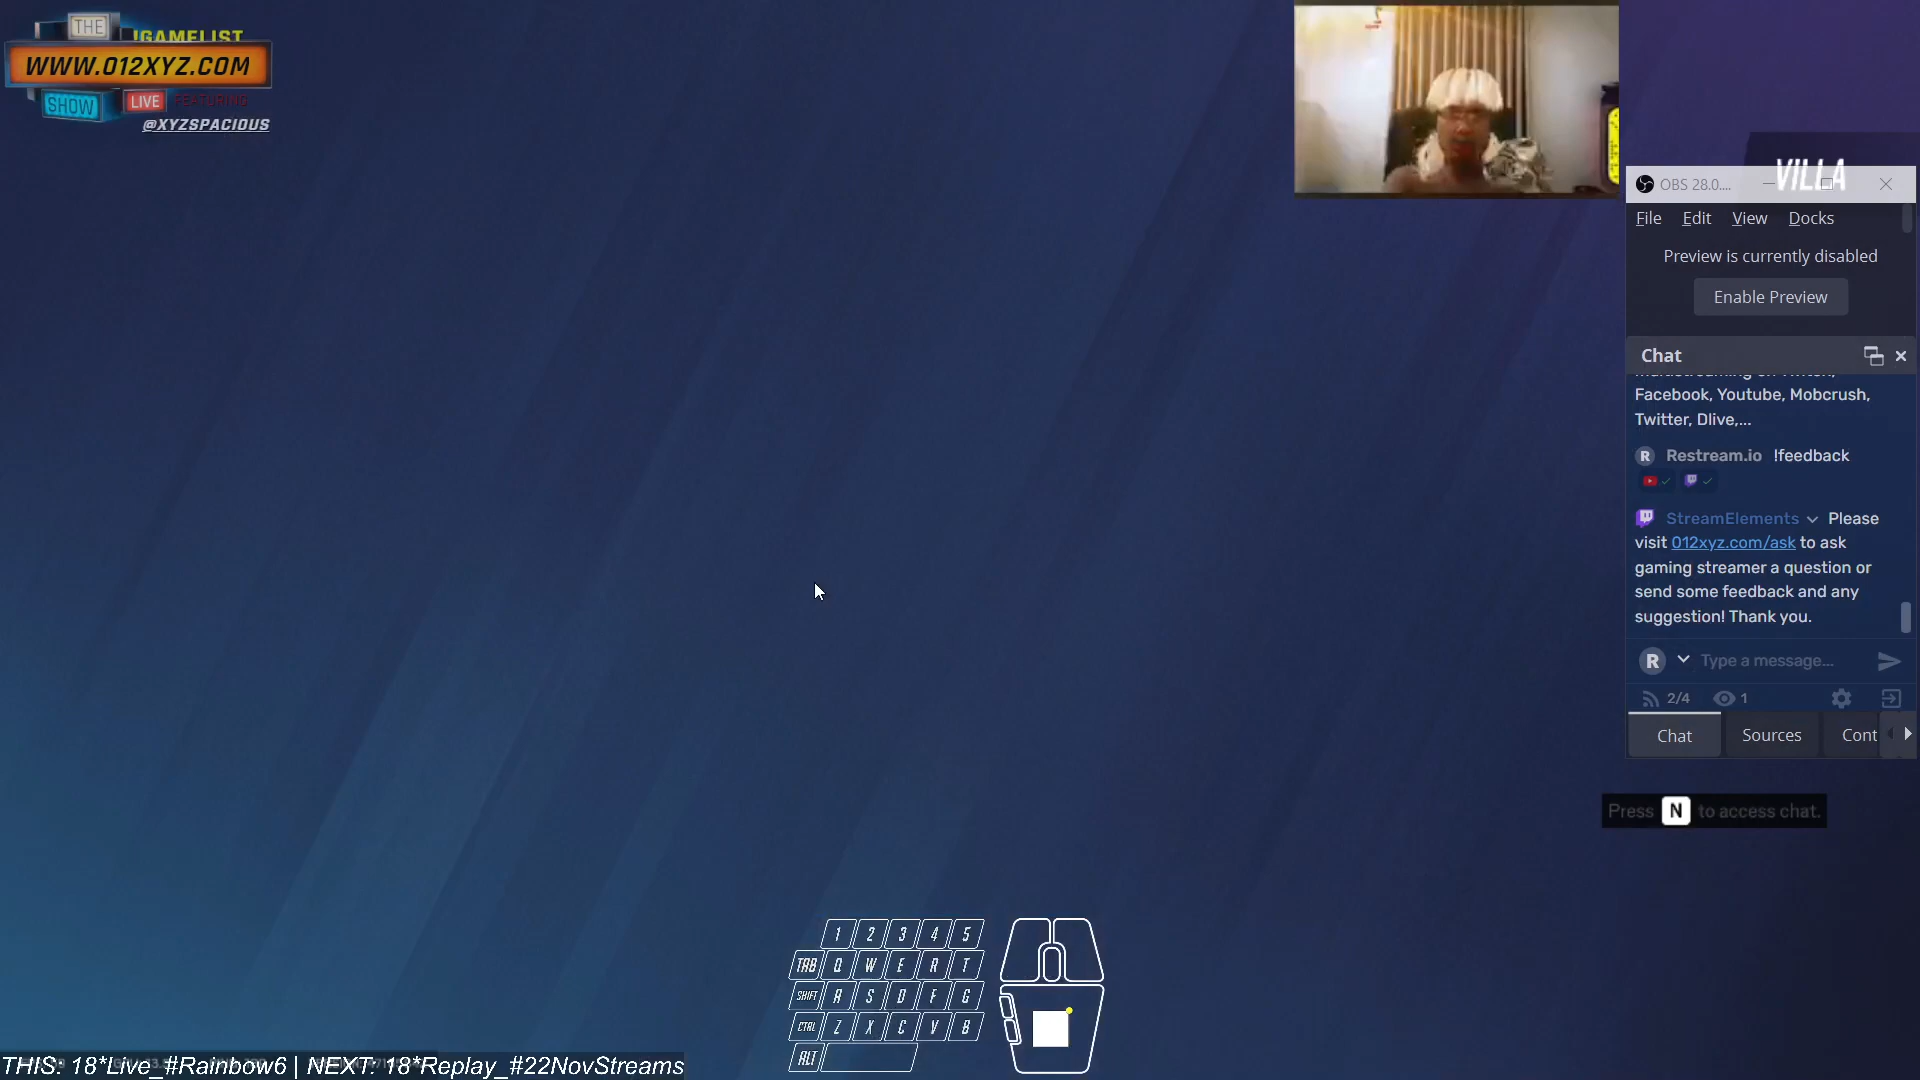 THE
!GAMELIST
WWW.012XYZ.COM
SHOW
LIVE FEATURING
@XYZSPACIOUS
VILLA
OBS 28.0....
File Edit View Docks
Preview is currently disabled
Enable Preview
Chat
Facebook, Youtube, Mobcrush,
Twitter, Dlive,...
R Restream.io !feedback
StreamElements Please
visit 012xyz.com/ask to ask
gaming streamer a question or
send some feedback and any
suggestion! Thank you.
R Type a message...
2/4 1
Chat Sources Cont
Press N to access chat.
1 2 3 4 5
TAB Q W E R T
SHIFT A S D F G
CTRL Z X C V B
ALT
THIS: 18*Live_#Rainbow6 | NEXT: 18*Replay_#22NovStreams